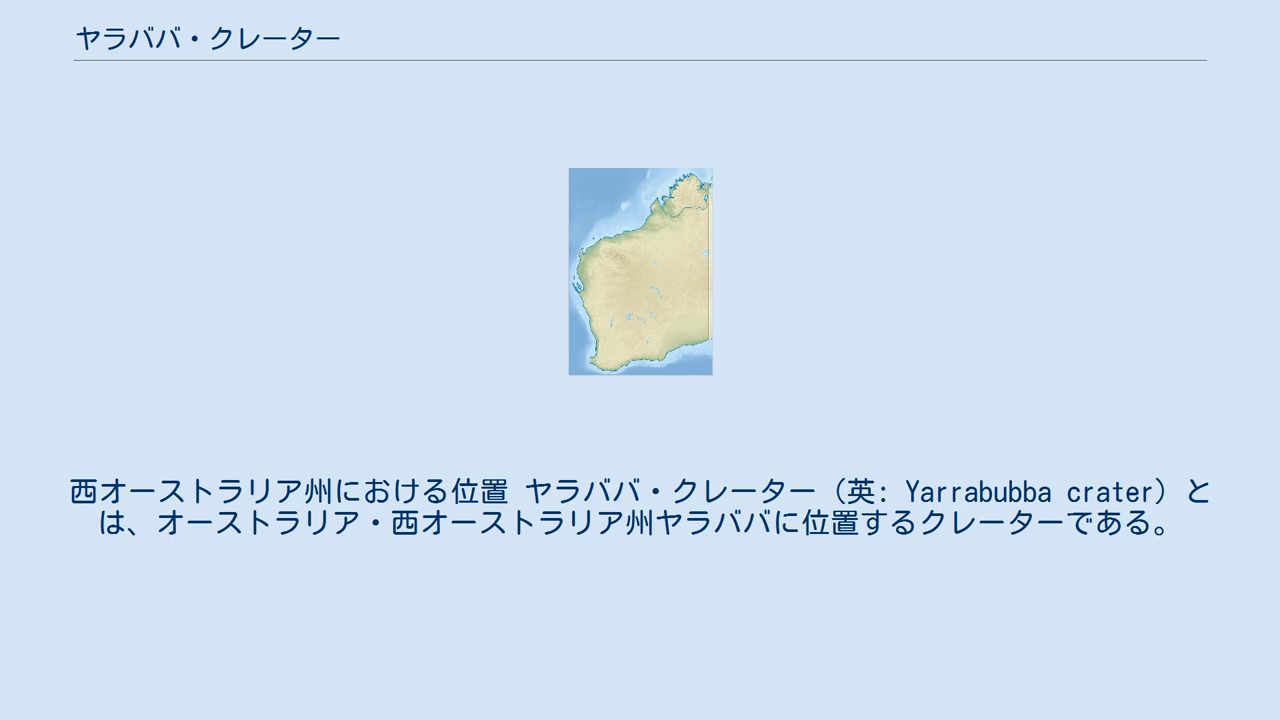 ヤラババ・クレーター
西オーストラリア州における位置 ヤラババ・クレーター（英: Yarrabubba crater）と
は、オーストラリア・西オーストラリア州ヤラババに位置するクレーターである。